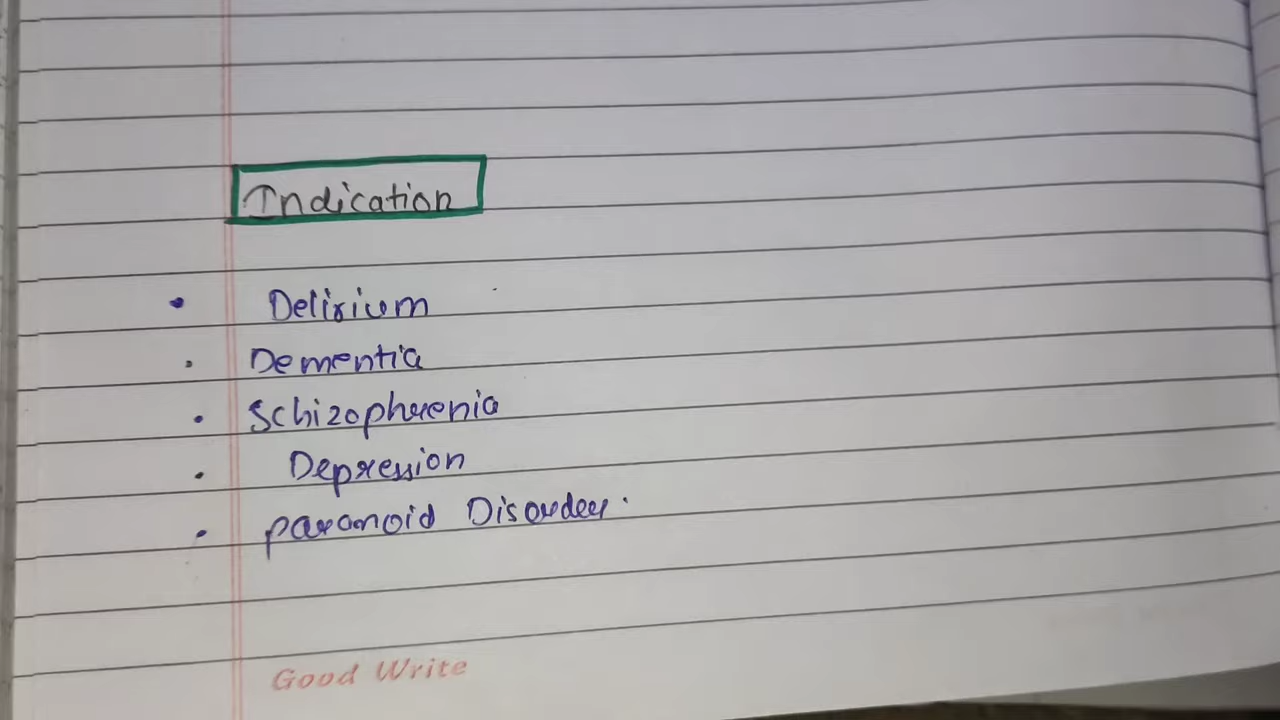 Indication
• Delirium
• Dementia
• Schizophrenia
• Depression
• paranoid Disorder.
Good Write